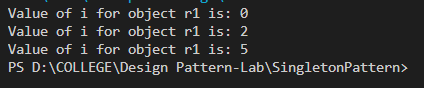 Value of i for object r1 is: 0
Value of i for object r1 is: 2
Value of i for object r1 is: 5
PS D:\COLLEGE\Design Pattern-Lab\SingletonPattern>